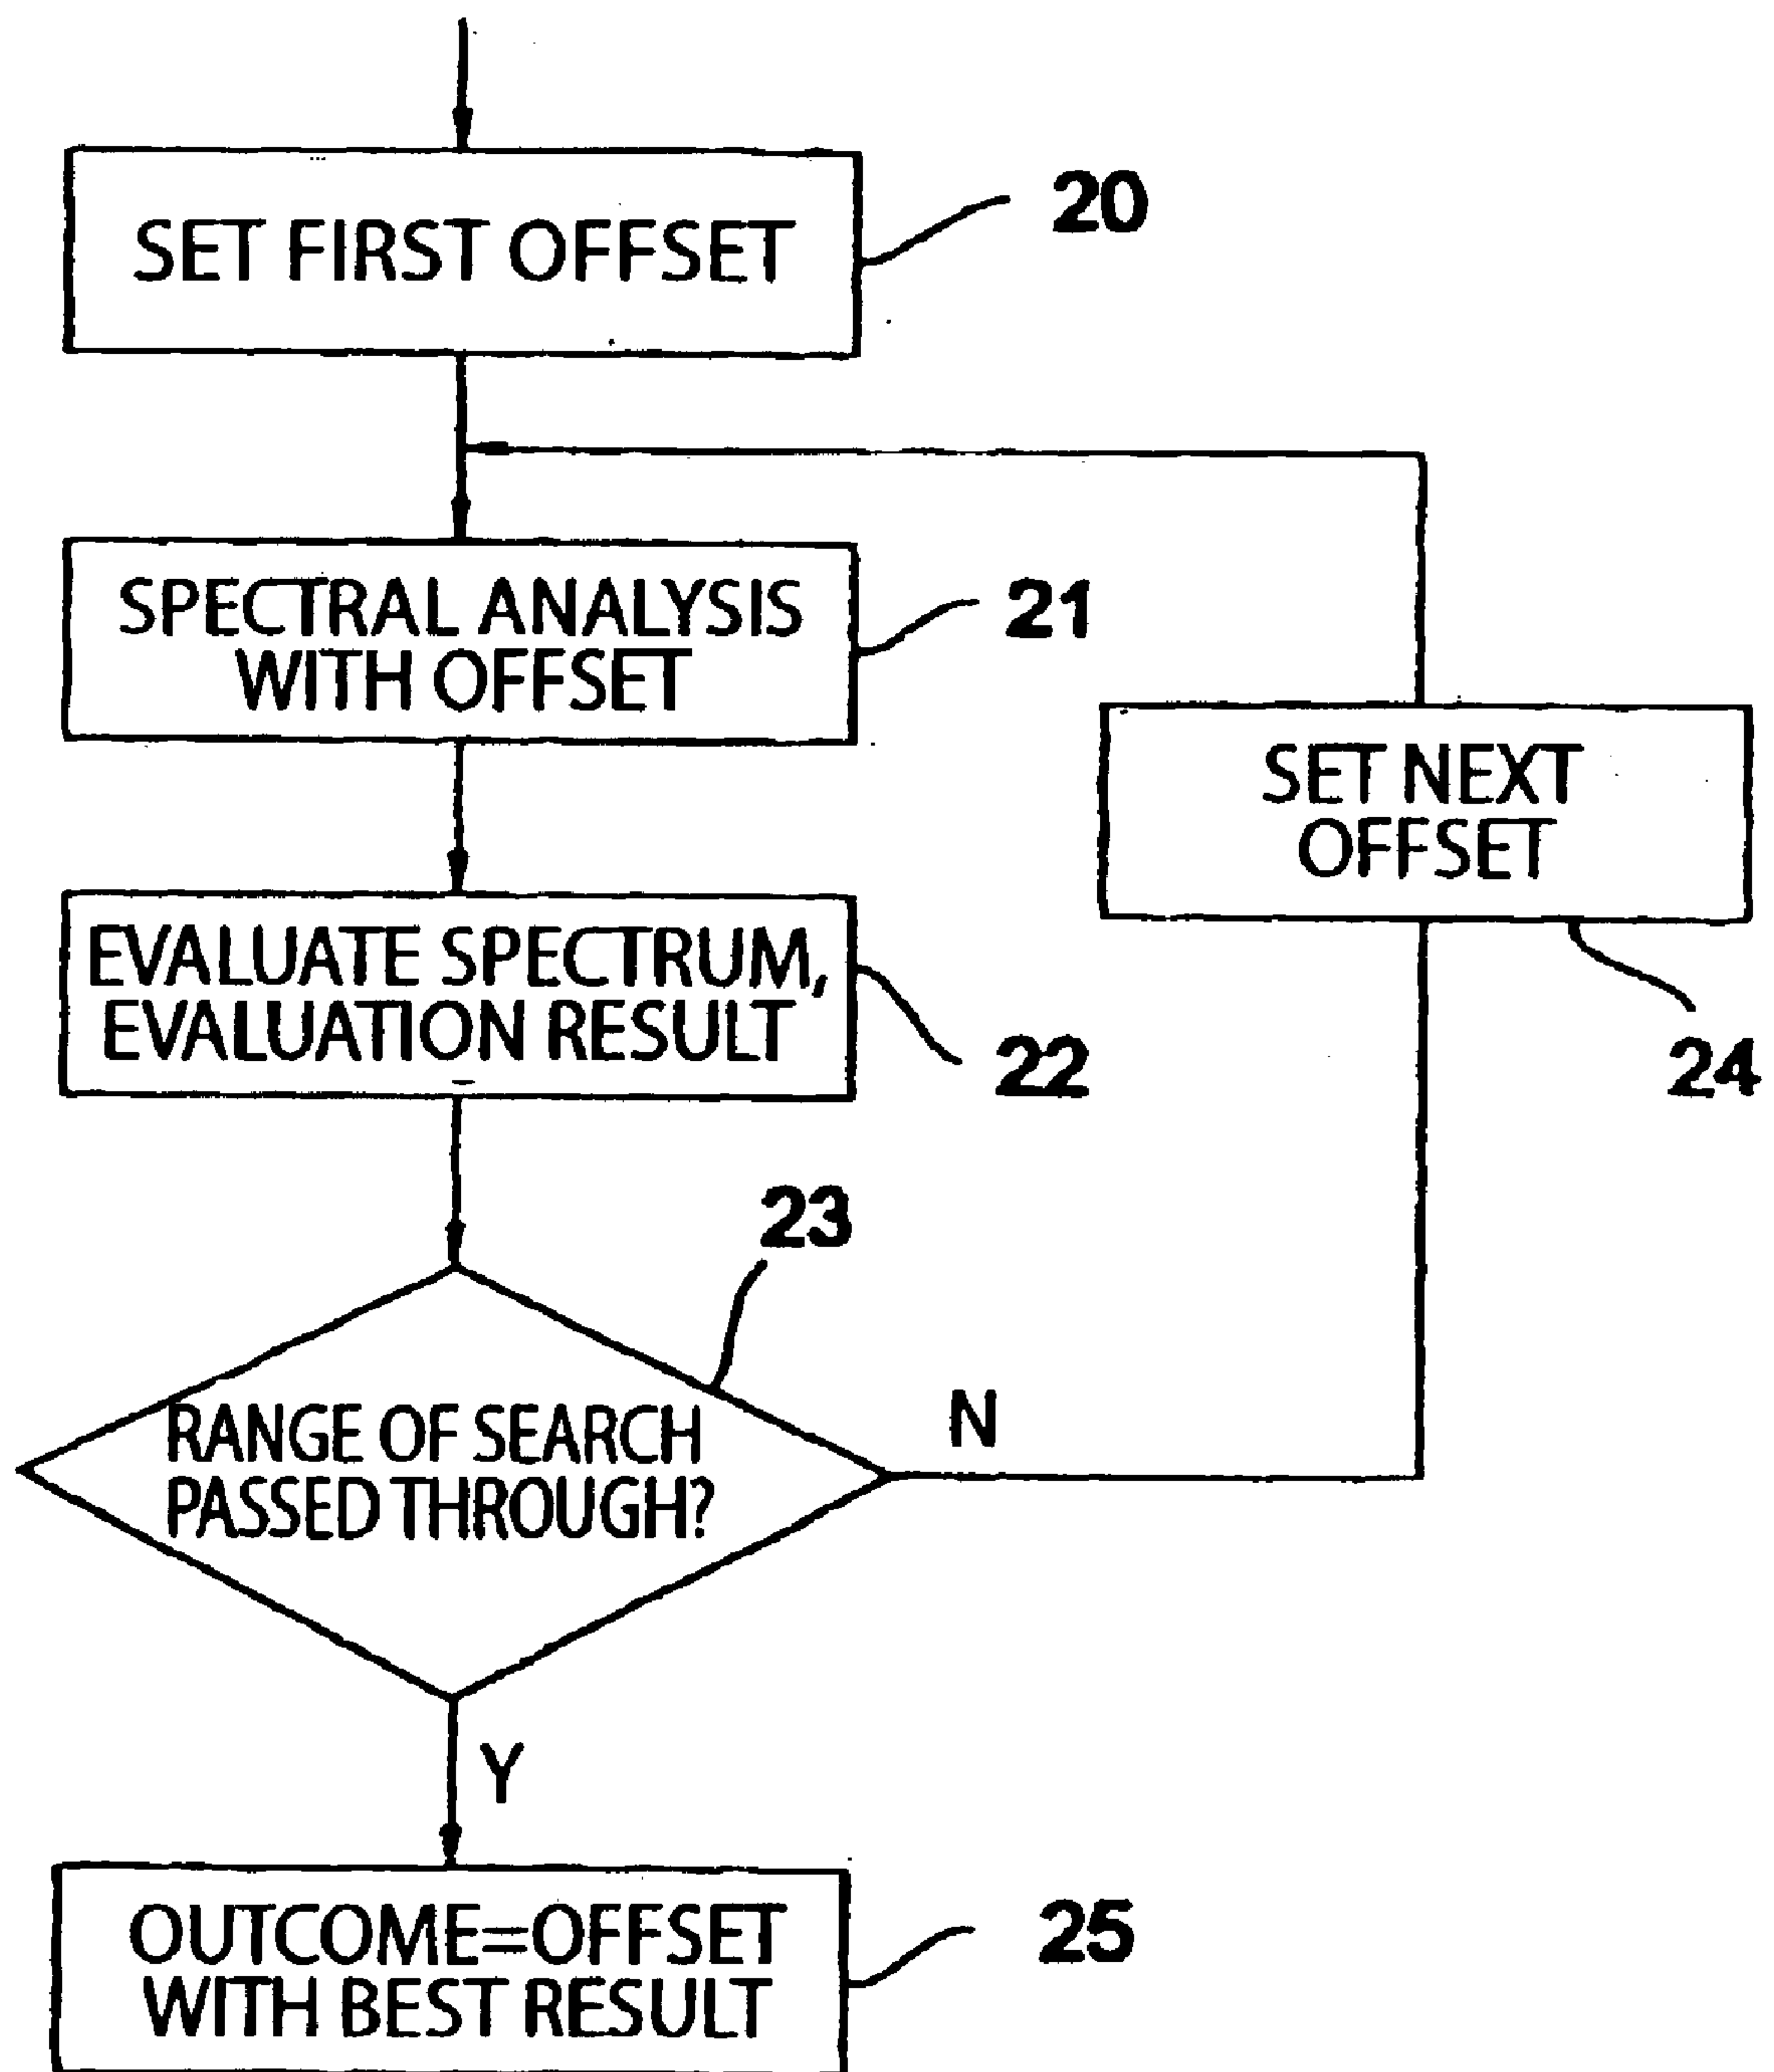 SET FIRST OFFSET
20
SPECTRAL ANALYSIS
WITH OFFSET
21
SET NEXT
OFFSET
24
EVALUATE SPECTRUM,
EVALUATION RESULT
22
23
RANGE OF SEARCH
PASSED THROUGH?
N
Y
OUTCOME=OFFSET
WITH BEST RESULT
25